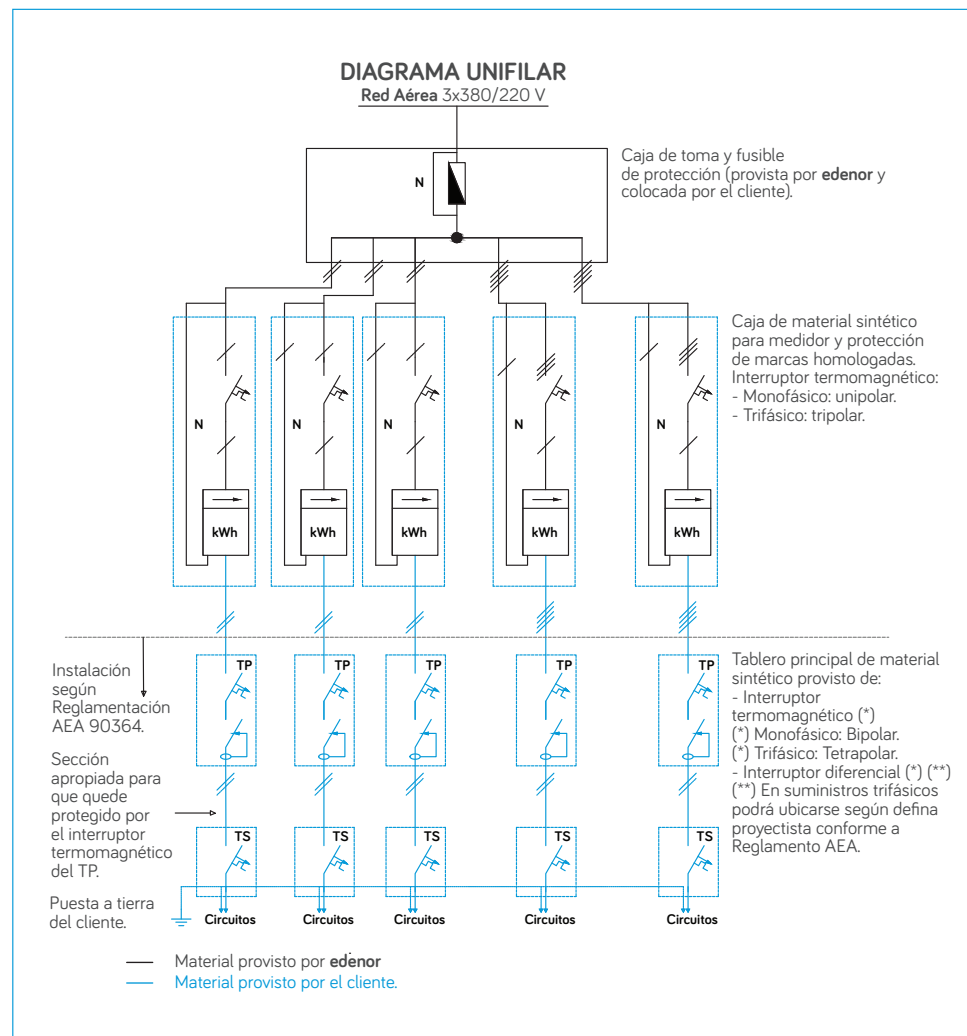 DIAGRAMA UNIFILAR
Red Aérea 3x380/220 V
Caja de toma y fusible
de protección (provista por edenor y
colocada por el cliente).
N
Caja de material sintético
para medidor y protección
de marcas homologadas.
Interruptor termomagnético:
- Monofásico: unipolar.
- Trifásico: tripolar.
N
N
N
N
N
kWh
kWh
kWh
kWh
kWh
Instalación
según
Reglamentación
AEA 90364.
TP
TP
TP
TP
TP
Tablero principal de material
sintético provisto de:
- Interruptor
termomagnético (*)
(*) Monofásico: Bipolar.
(*) Trifásico: Tetrapolar.
- Interruptor diferencial (*) (**)
(**) En suministros trifásicos
podrá ubicarse según defina
proyectista conforme a
Reglamento AEA.
Sección
apropiada para
que quede
protegido por
el interruptor
termomagnético
del TP.
TS
TS
TS
TS
TS
Puesta a tierra
del cliente.
Circuitos
Circuitos
Circuitos
Circuitos
Circuitos
Material provisto por edenor
Material provisto por el cliente.